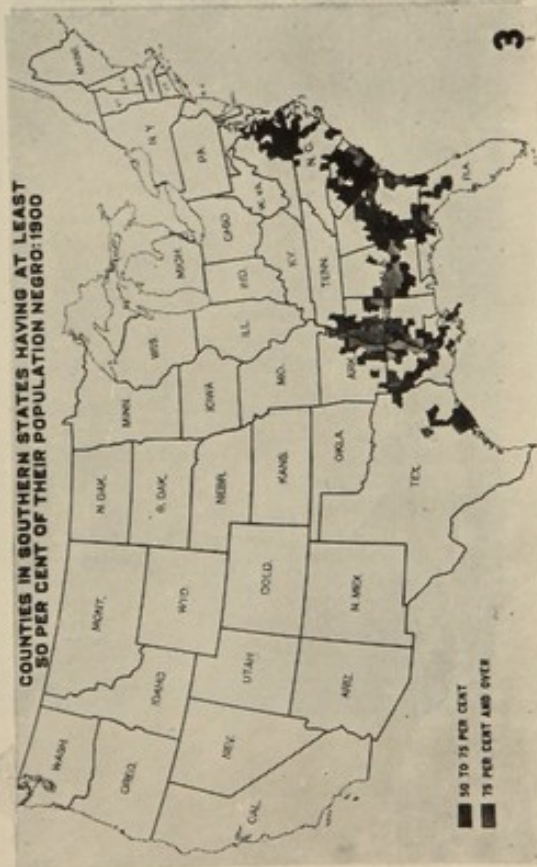 COUNTIES IN SOUTHERN STATES HAVING AT LEAST
50 PER CENT OF THEIR POPULATION NEGRO: 1900
WASH.
OREG.
CAL.
NEV.
IDAHO
MONT.
WYO.
UTAH
ARIZ.
COLO.
N. MEX.
N. DAK.
S. DAK.
NEBR.
KANS.
OKLA.
TEX.
MINN.
IOWA
MO.
ARK.
WIS.
ILL.
MICH.
IND.
OHIO
KY.
TENN.
W. VA.
PA.
N.Y.
MAINE
N. C.
FLA.
50 TO 75 PER CENT
75 PER CENT AND OVER
3